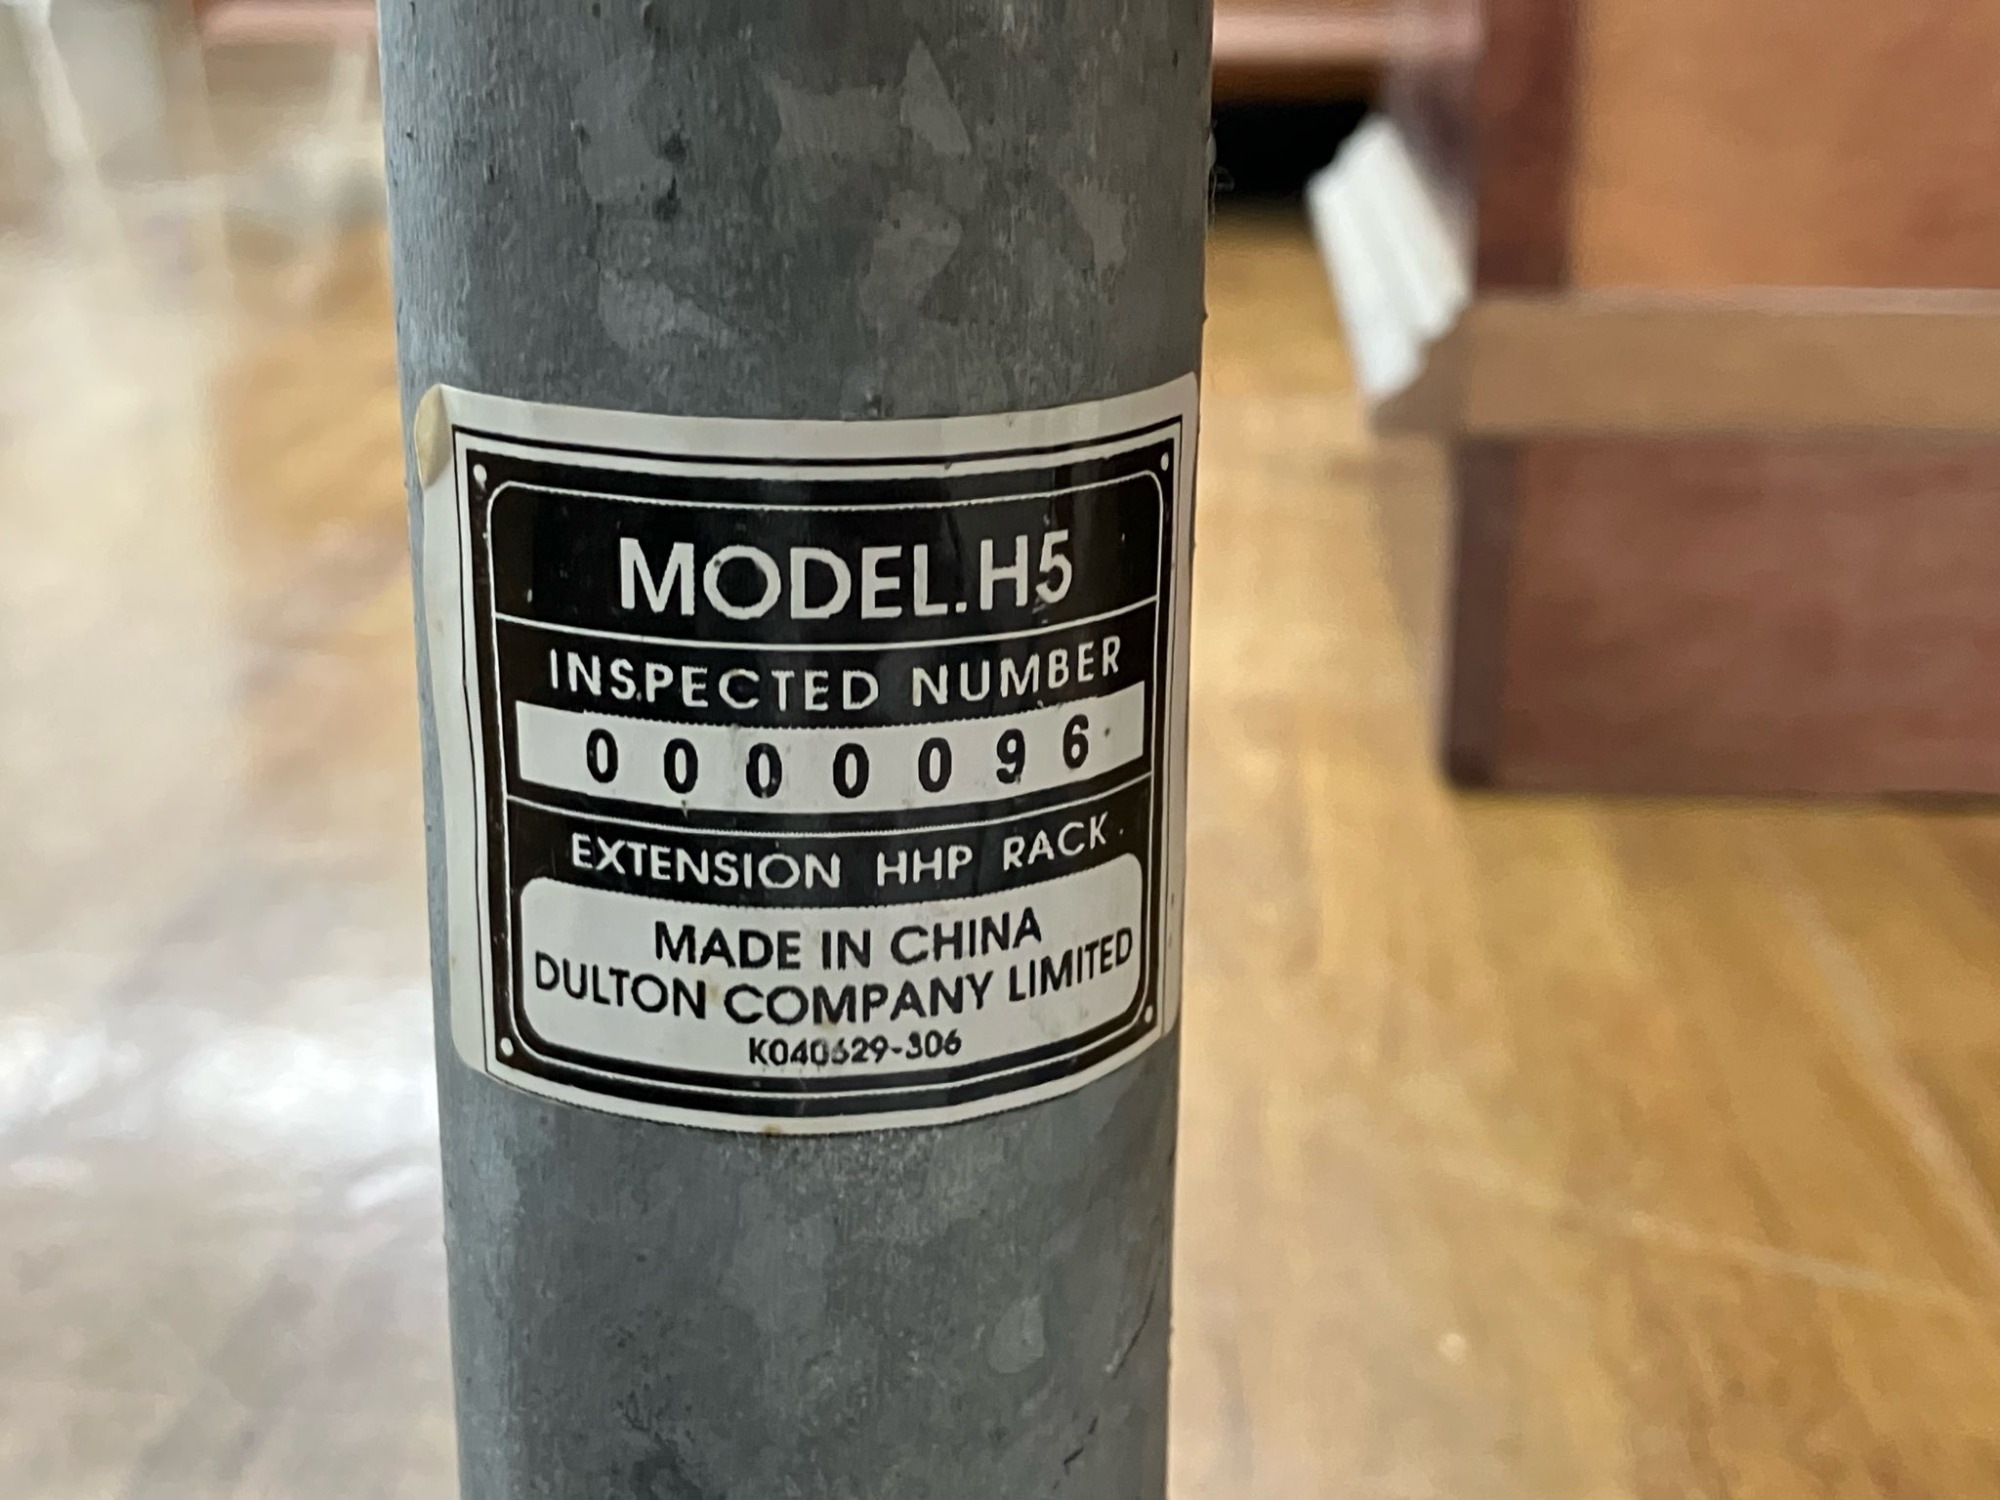 MODEL.H5
INSPECTED NUMBER
0000096
EXTENSION HHP RACK
MADE IN CHINA
DULTON COMPANY LIMITED
K040629-306